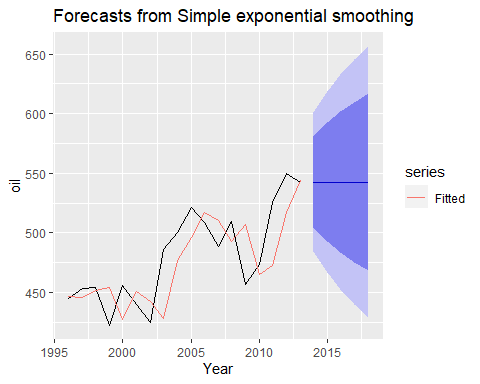 Forecasts from Simple exponential smoothing
650
600
550
500
450
oil
1995
2000
2005
2010
2015
Year
series
Fitted